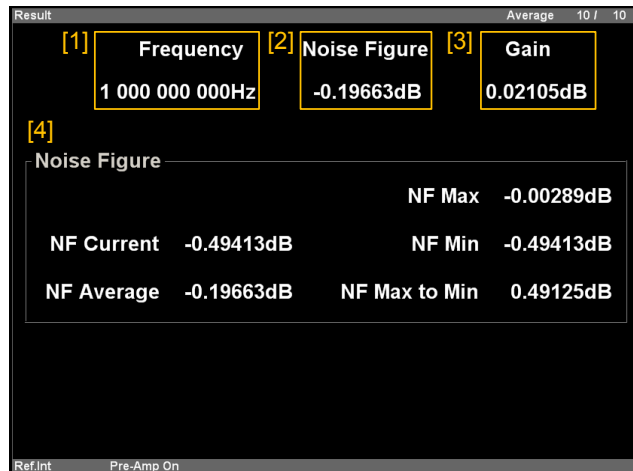 Result Average 10 / 10
[1] Frequency [2] Noise Figure [3] Gain
1 000 000 000Hz -0.19663dB 0.02105dB
[4]
Noise Figure
NF Max -0.00289dB
NF Current -0.49413dB NF Min -0.49413dB
NF Average -0.19663dB NF Max to Min 0.49125dB
Ref.Int Pre-Amp On